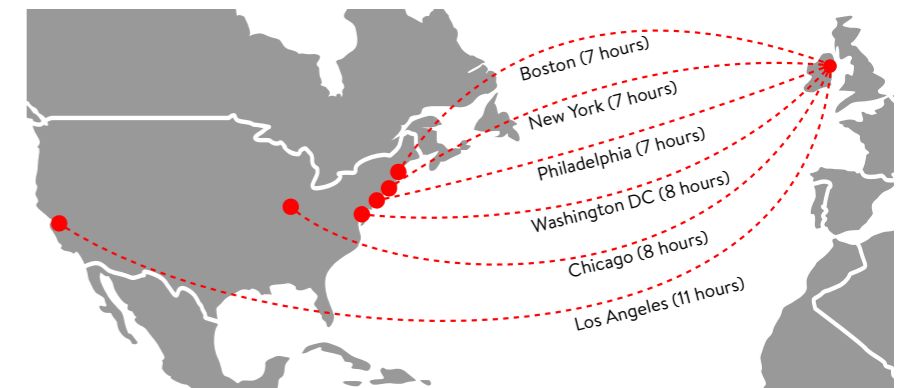 Boston (7 hours)
New York (7 hours)
Philadelphia (7 hours)
Washington DC (8 hours)
Chicago (8 hours)
Los Angeles (11 hours)